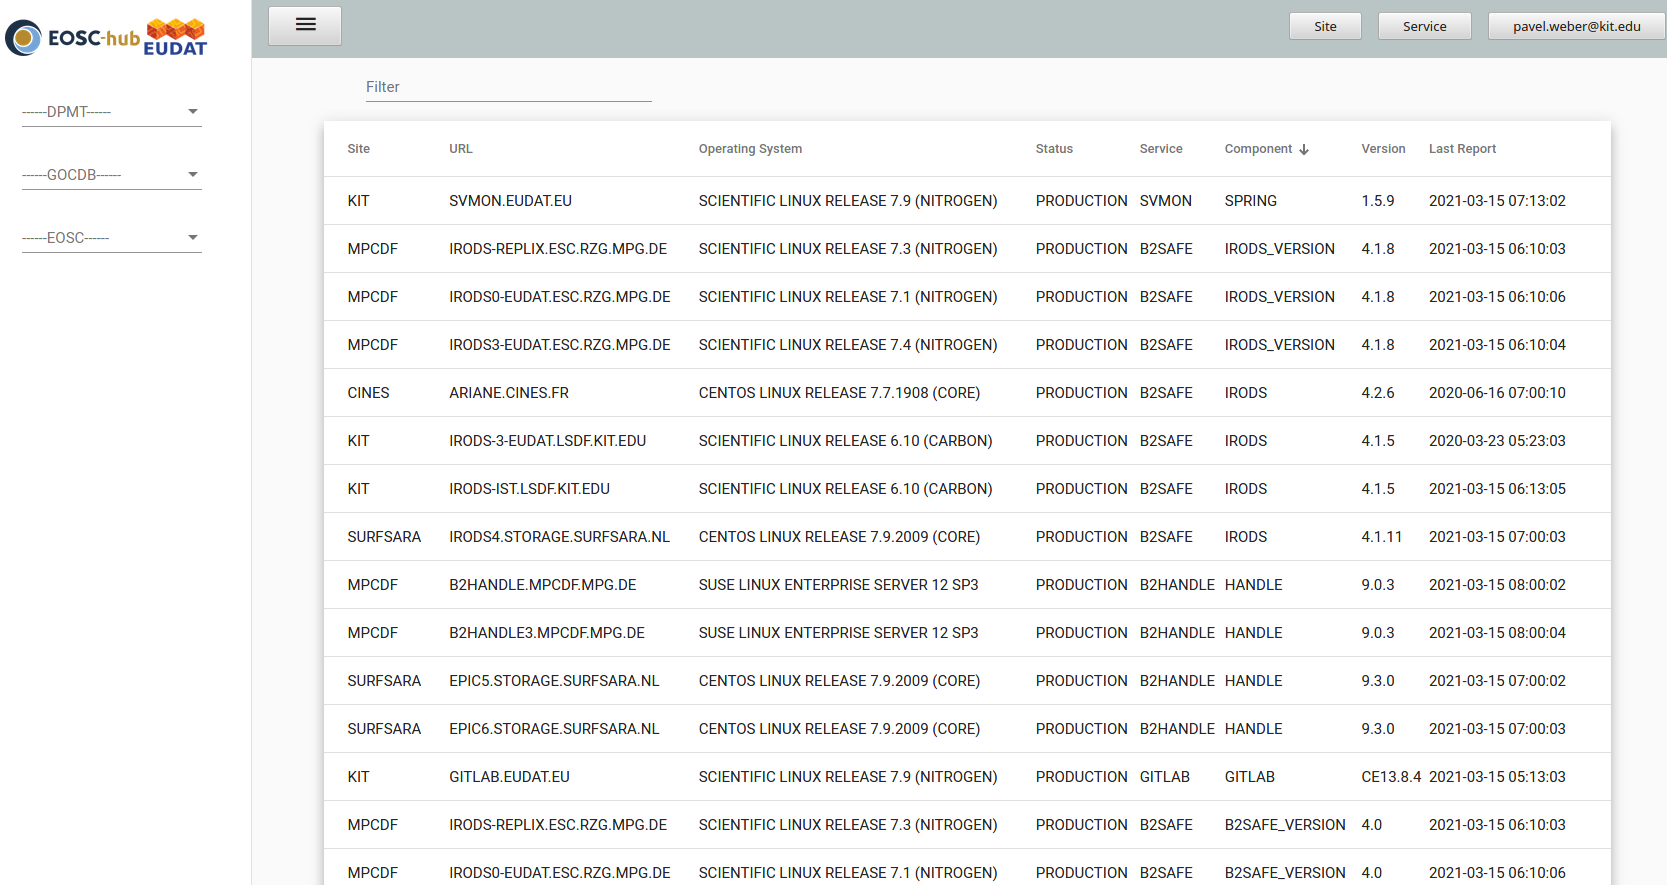 EOSC-hub EUDAT
Site Service pavel.weber@kit.edu
------DPMT------
------GOCDB------
------EOSC------
Filter
Site URL Operating System Status Service Component Version Last Report
KIT SVMON.EUDAT.EU SCIENTIFIC LINUX RELEASE 7.9 (NITROGEN) PRODUCTION SVMON SPRING 1.5.9 2021-03-15 07:13:02
MPCDF IRODS-REPLIX.ESC.RZG.MPG.DE SCIENTIFIC LINUX RELEASE 7.3 (NITROGEN) PRODUCTION B2SAFE IRODS_VERSION 4.1.8 2021-03-15 06:10:03
MPCDF IRODS0-EUDAT.ESC.RZG.MPG.DE SCIENTIFIC LINUX RELEASE 7.1 (NITROGEN) PRODUCTION B2SAFE IRODS_VERSION 4.1.8 2021-03-15 06:10:06
MPCDF IRODS3-EUDAT.ESC.RZG.MPG.DE SCIENTIFIC LINUX RELEASE 7.4 (NITROGEN) PRODUCTION B2SAFE IRODS_VERSION 4.1.8 2021-03-15 06:10:04
CINES ARIANE.CINES.FR CENTOS LINUX RELEASE 7.7.1908 (CORE) PRODUCTION B2SAFE IRODS 4.2.6 2020-06-16 07:00:10
KIT IRODS-3-EUDAT.LSDF.KIT.EDU SCIENTIFIC LINUX RELEASE 6.10 (CARBON) PRODUCTION B2SAFE IRODS 4.1.5 2020-03-23 05:23:03
KIT IRODS-IST.LSDF.KIT.EDU SCIENTIFIC LINUX RELEASE 6.10 (CARBON) PRODUCTION B2SAFE IRODS 4.1.5 2021-03-15 06:13:05
SURFSARA IRODS4.STORAGE.SURFSARA.NL CENTOS LINUX RELEASE 7.9.2009 (CORE) PRODUCTION B2SAFE IRODS 4.1.11 2021-03-15 07:00:03
MPCDF B2HANDLE.MPCDF.MPG.DE SUSE LINUX ENTERPRISE SERVER 12 SP3 PRODUCTION B2HANDLE HANDLE 9.0.3 2021-03-15 08:00:02
MPCDF B2HANDLE3.MPCDF.MPG.DE SUSE LINUX ENTERPRISE SERVER 12 SP3 PRODUCTION B2HANDLE HANDLE 9.0.3 2021-03-15 08:00:04
SURFSARA EPIC5.STORAGE.SURFSARA.NL CENTOS LINUX RELEASE 7.9.2009 (CORE) PRODUCTION B2HANDLE HANDLE 9.3.0 2021-03-15 07:00:02
SURFSARA EPIC6.STORAGE.SURFSARA.NL CENTOS LINUX RELEASE 7.9.2009 (CORE) PRODUCTION B2HANDLE HANDLE 9.3.0 2021-03-15 07:00:03
KIT GITLAB.EUDAT.EU SCIENTIFIC LINUX RELEASE 7.9 (NITROGEN) PRODUCTION GITLAB GITLAB CE13.8.4 2021-03-15 05:13:03
MPCDF IRODS-REPLIX.ESC.RZG.MPG.DE SCIENTIFIC LINUX RELEASE 7.3 (NITROGEN) PRODUCTION B2SAFE B2SAFE_VERSION 4.0 2021-03-15 06:10:03
MPCDF IRODS0-EUDAT.ESC.RZG.MPG.DE SCIENTIFIC LINUX RELEASE 7.1 (NITROGEN) PRODUCTION B2SAFE B2SAFE_VERSION 4.0 2021-03-15 06:10:06